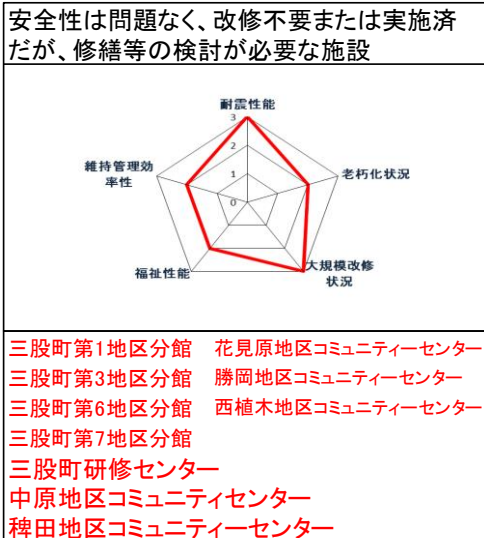 安全性は問題なく、改修不要または実施済
だが、修繕等の検討が必要な施設
耐震性能
3
2
1
0
維持管理効
率性
老朽化状況
福祉性能
大規模改修
状況
三股町第1地区分館 花見原地区コミュニティーセンター
三股町第3地区分館 勝岡地区コミュニティーセンター
三股町第6地区分館 西植木地区コミュニティーセンター
三股町第7地区分館
三股町研修センター
中原地区コミュニティセンター
稗田地区コミュニティーセンター